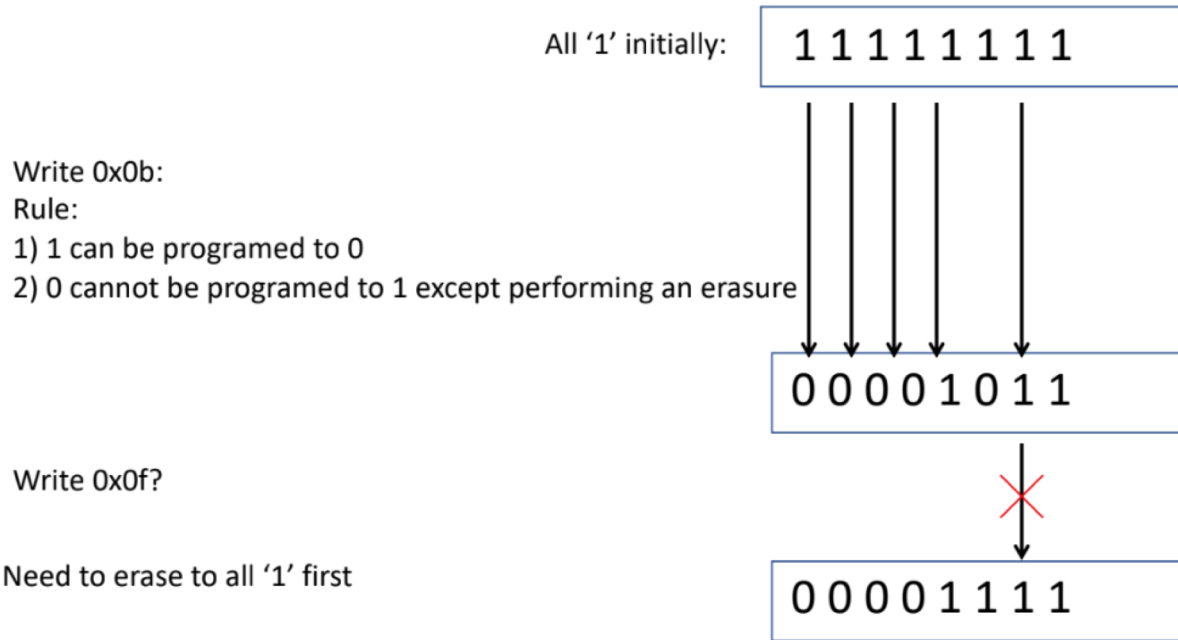 All ‘1’ initially:
1 1 1 1 1 1 1 1
Write 0x0b:
Rule:
1) 1 can be programed to 0
2) 0 cannot be programed to 1 except performing an erasure
0 0 0 0 1 0 1 1
Write 0x0f?
Need to erase to all ‘1’ first
0 0 0 0 1 1 1 1